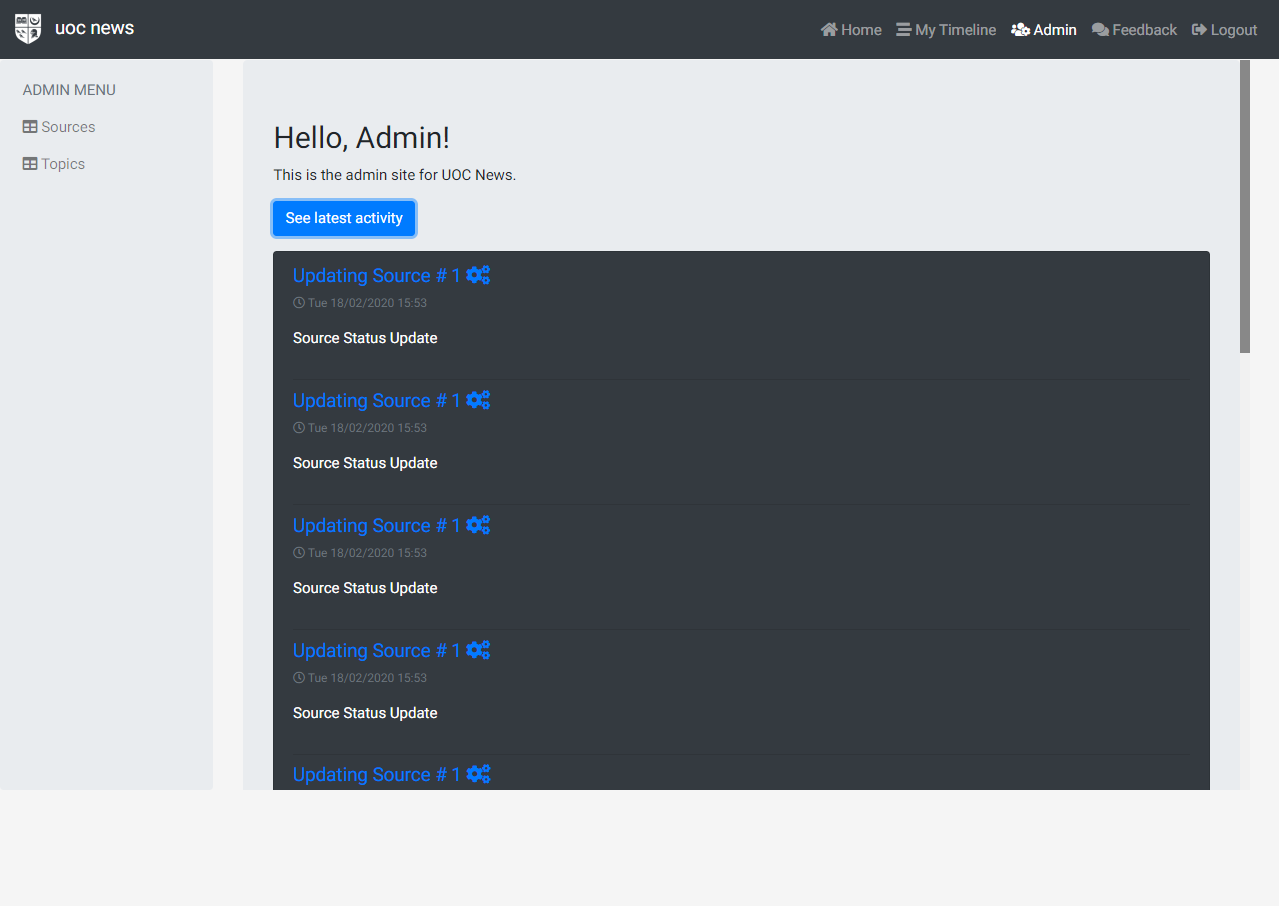 uoc news
Home My Timeline Admin Feedback Logout
ADMIN MENU
Sources
Topics
Hello, Admin!
This is the admin site for UOC News.
See latest activity
Updating Source # 1
Tue 18/02/2020 15:53
Source Status Update
Updating Source # 1
Tue 18/02/2020 15:53
Source Status Update
Updating Source # 1
Tue 18/02/2020 15:53
Source Status Update
Updating Source # 1
Tue 18/02/2020 15:53
Source Status Update
Updating Source # 1